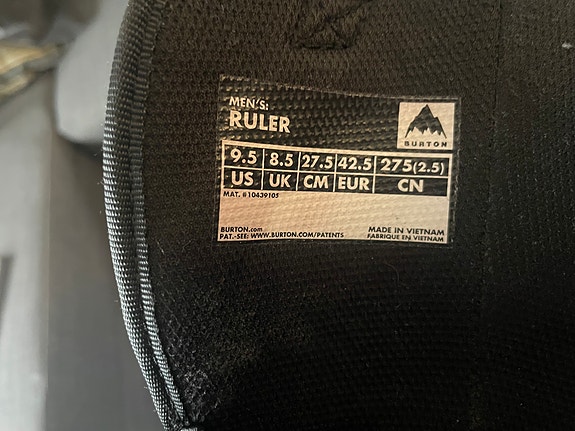 MEN'S:
RULER
BURTON
9.5 8.5 27.5 42.5 275(2.5)
US UK CM EUR CN
MAT. #10439105
BURTON.com
PAT.-SEE: WWW.BURTON.COM/PATENTS
MADE IN VIETNAM
FABRIQUE EN VIETNAM